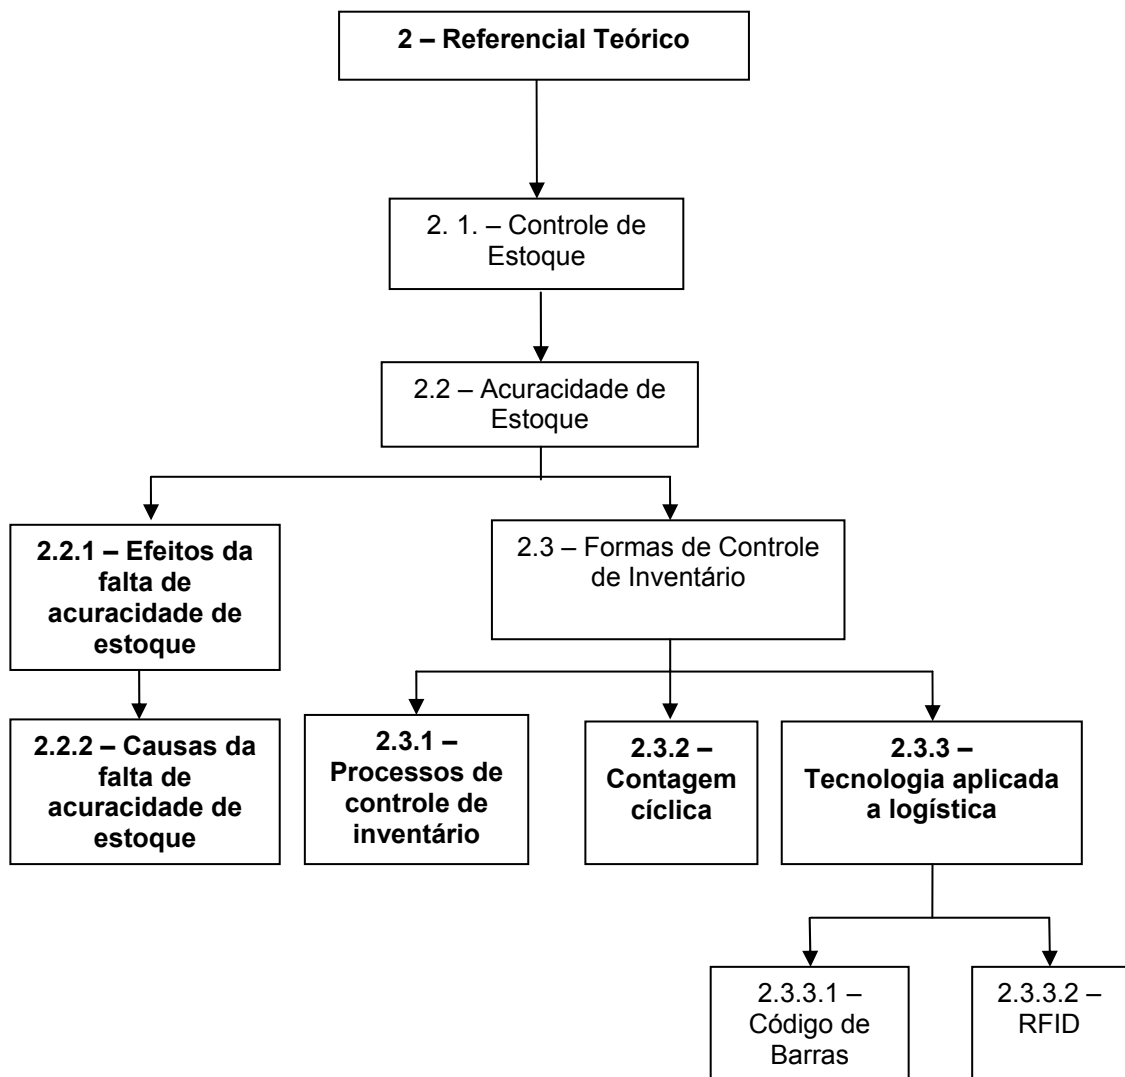 2 – Referencial Teórico
2. 1. – Controle de
Estoque
2.2 – Acuracidade de
Estoque
2.2.1 – Efeitos da
falta de
acuracidade de
estoque
2.3 – Formas de Controle
de Inventário
2.2.2 – Causas da
falta de
acuracidade de
estoque
2.3.1 –
Processos de
controle de
inventário
2.3.2 –
Contagem
cíclica
2.3.3 –
Tecnologia aplicada
a logística
2.3.3.1 –
Código de
Barras
2.3.3.2 –
RFID